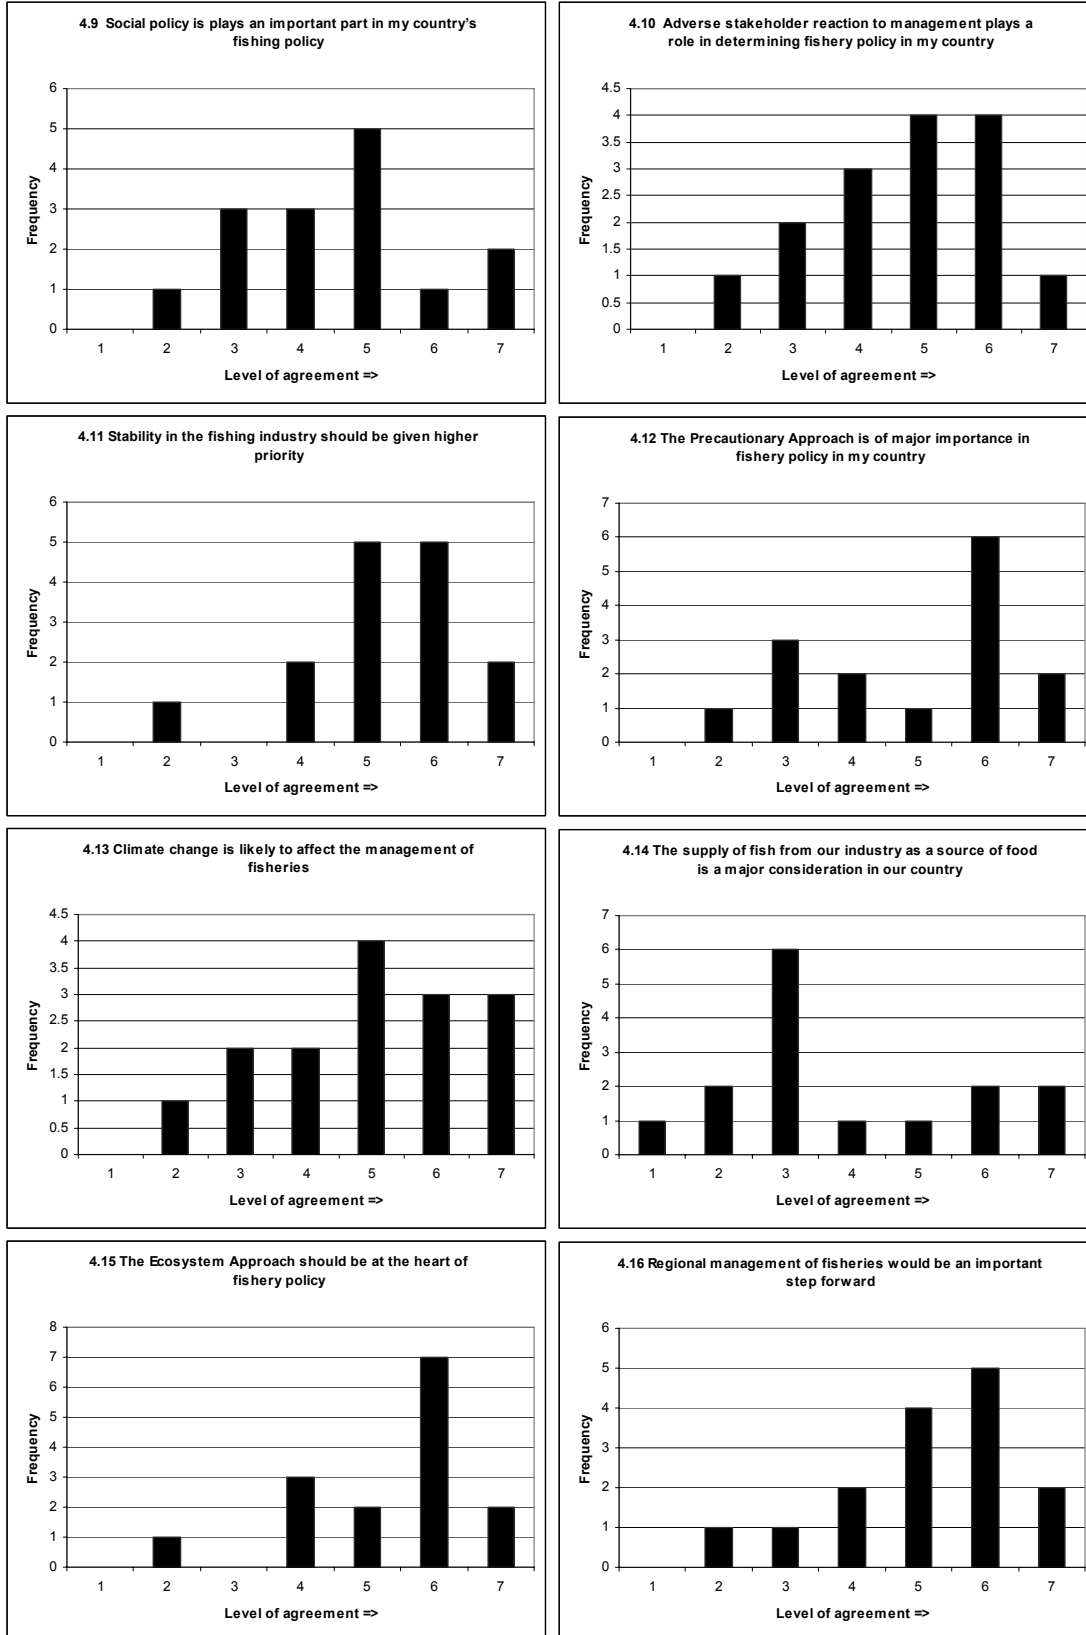 4.9 Social policy is plays an important part in my country's
fishing policy
6
5
4
3
2
1
0
Frequency
1 2 3 4 5 6 7
Level of agreement =>
4.10 Adverse stakeholder reaction to management plays a
role in determining fishery policy in my country
4.5
4
3.5
3
2.5
2
1.5
1
0.5
0
Frequency
1 2 3 4 5 6 7
Level of agreement =>
4.11 Stability in the fishing industry should be given higher
priority
6
5
4
3
2
1
0
Frequency
1 2 3 4 5 6 7
Level of agreement =>
4.12 The Precautionary Approach is of major importance in
fishery policy in my country
7
6
5
4
3
2
1
0
Frequency
1 2 3 4 5 6 7
Level of agreement =>
4.13 Climate change is likely to affect the management of
fisheries
4.5
4
3.5
3
2.5
2
1.5
1
0.5
0
Frequency
1 2 3 4 5 6 7
Level of agreement =>
4.14 The supply of fish from our industry as a source of food
is a major consideration in our country
7
6
5
4
3
2
1
0
Frequency
1 2 3 4 5 6 7
Level of agreement =>
4.15 The Ecosystem Approach should be at the heart of
fishery policy
8
7
6
5
4
3
2
1
0
Frequency
1 2 3 4 5 6 7
Level of agreement =>
4.16 Regional management of fisheries would be an important
step forward
6
5
4
3
2
1
0
Frequency
1 2 3 4 5 6 7
Level of agreement =>